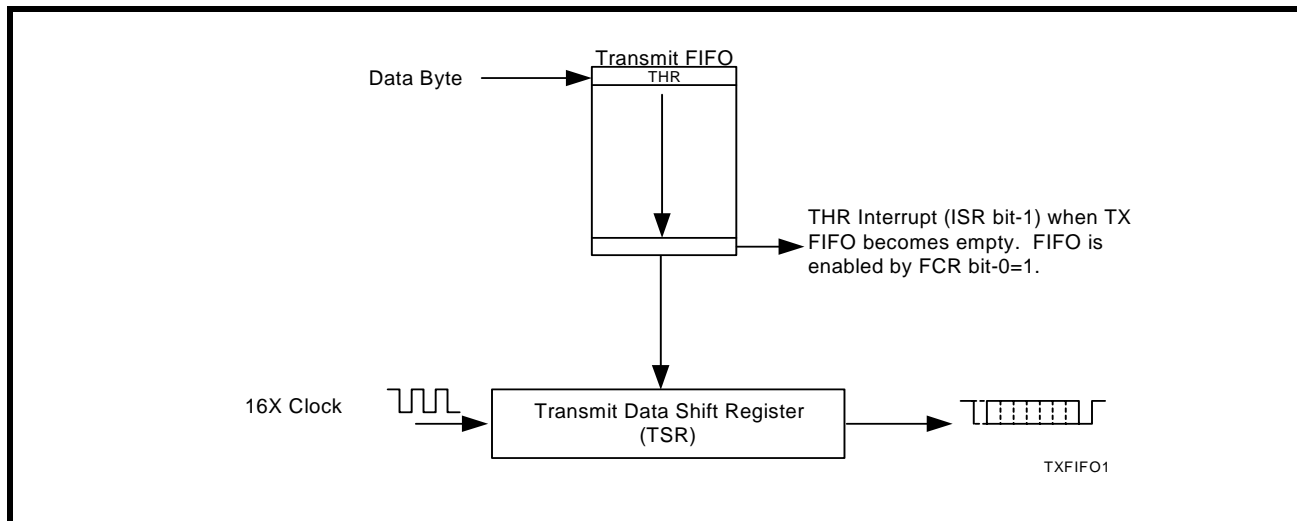 Transmit FIFO
Data Byte
THR
THR Interrupt (ISR bit-1) when TX
FIFO becomes empty. FIFO is
enabled by FCR bit-0=1.
16X Clock
Transmit Data Shift Register
(TSR)
TXFIFO1